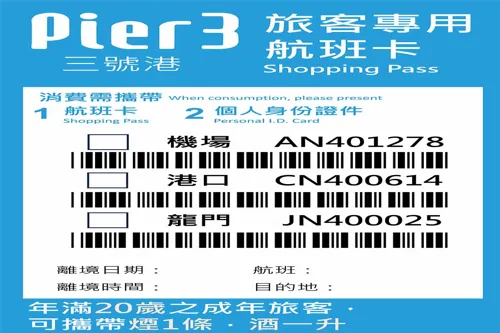 Pier3 旅客專用
三號港 航班卡
Shopping Pass
消費需攜帶 When consumption, please present
1 航班卡 2 個人身份證件
Shopping Pass Personal I.D. Card
機場 AN401278
港口 CN400614
龍門 JN400025
離境日期: 航班:
離境時間: 目的地:
年滿20歲之成年旅客,
可攜帶煙1條,酒一升